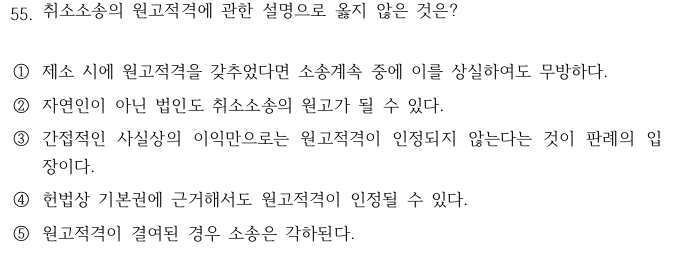 55. 취소소송의 원고적격에 관한 설명으로 옳지 않은 것은?
① 제소 시에 원고적격을 갖추었다면 소송계속 중에 이를 상실하여도 무방하다.
② 자연인이 아닌 법인도 취소소송의 원고가 될 수 있다.
③ 간접적인 사실상의 이익만으로는 원고적격이 인정되지 않는다는 것이 판례의 입
장이다.
④ 헌법상 기본권에 근거해서도 원고적격이 인정될 수 있다.
⑤ 원고적격이 결여된 경우 소송은 각하된다.